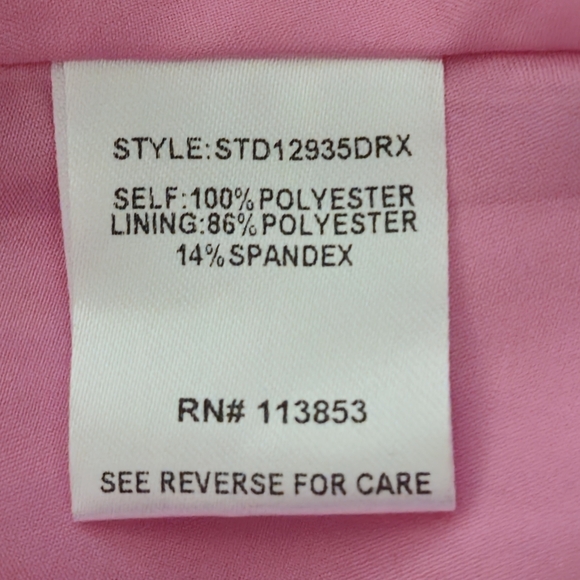 STYLE:STD12935DRX
SELF:100%POLYESTER
LINING:86%POLYESTER
14%SPANDEX
RN# 113853
SEE REVERSE FOR CARE